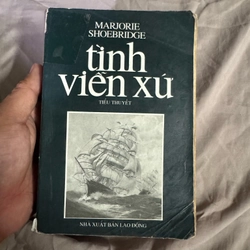 MARJORIE
SHOEBRIDGE
tình
viễn xứ
TIỂU THUYẾT
NHÀ XUẤT BẢN LAO ĐỘNG